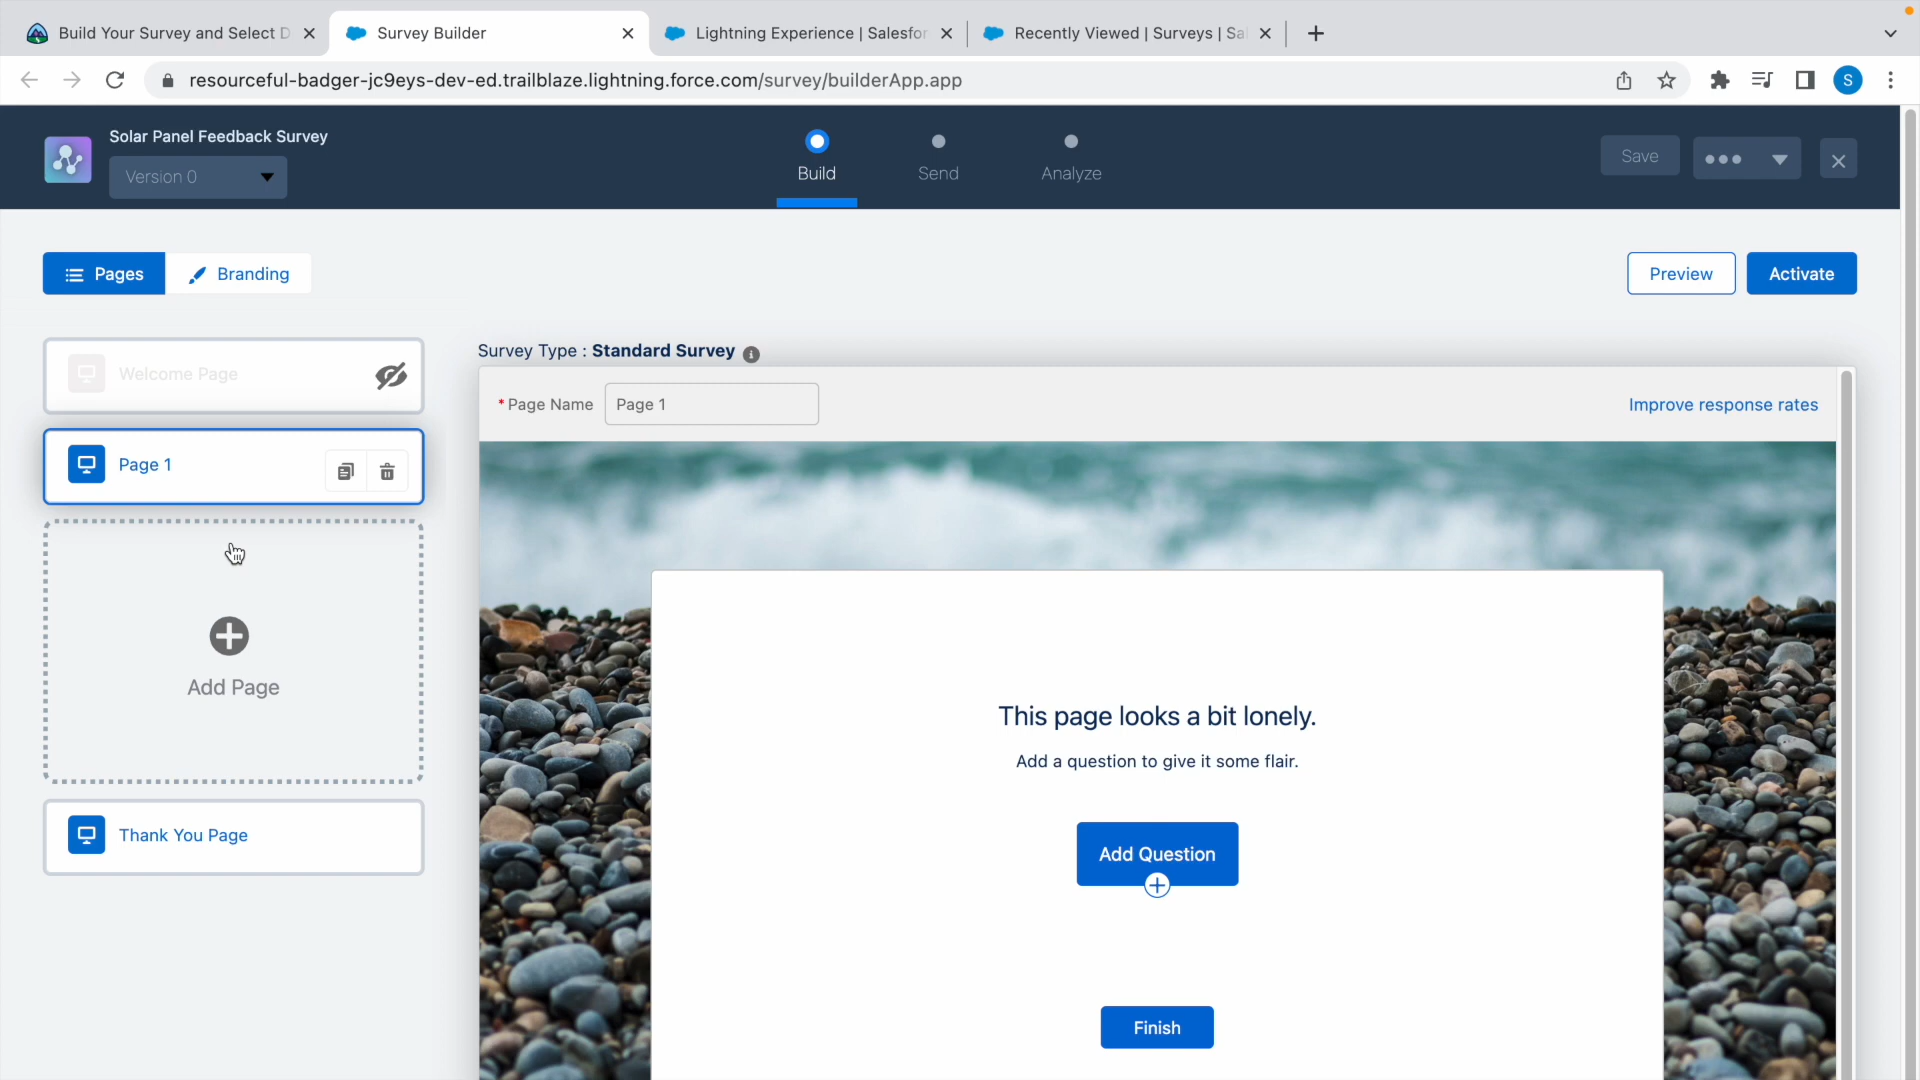 Build Your Survey and Select D
Survey Builder
Lightning Experience | Salesfor
Recently Viewed | Surveys | Sal
resourceful-badger-jc9eys-dev-ed.trailblaze.lightning.force.com/survey/builderApp.app
S
Solar Panel Feedback Survey
Version 0
Build
Send
Analyze
Save
Pages
Branding
Preview
Activate
Welcome Page
Page 1
Add Page
Thank You Page
Survey Type : Standard Survey
* Page Name
Page 1
Improve response rates
This page looks a bit lonely.
Add a question to give it some flair.
Add Question
Finish